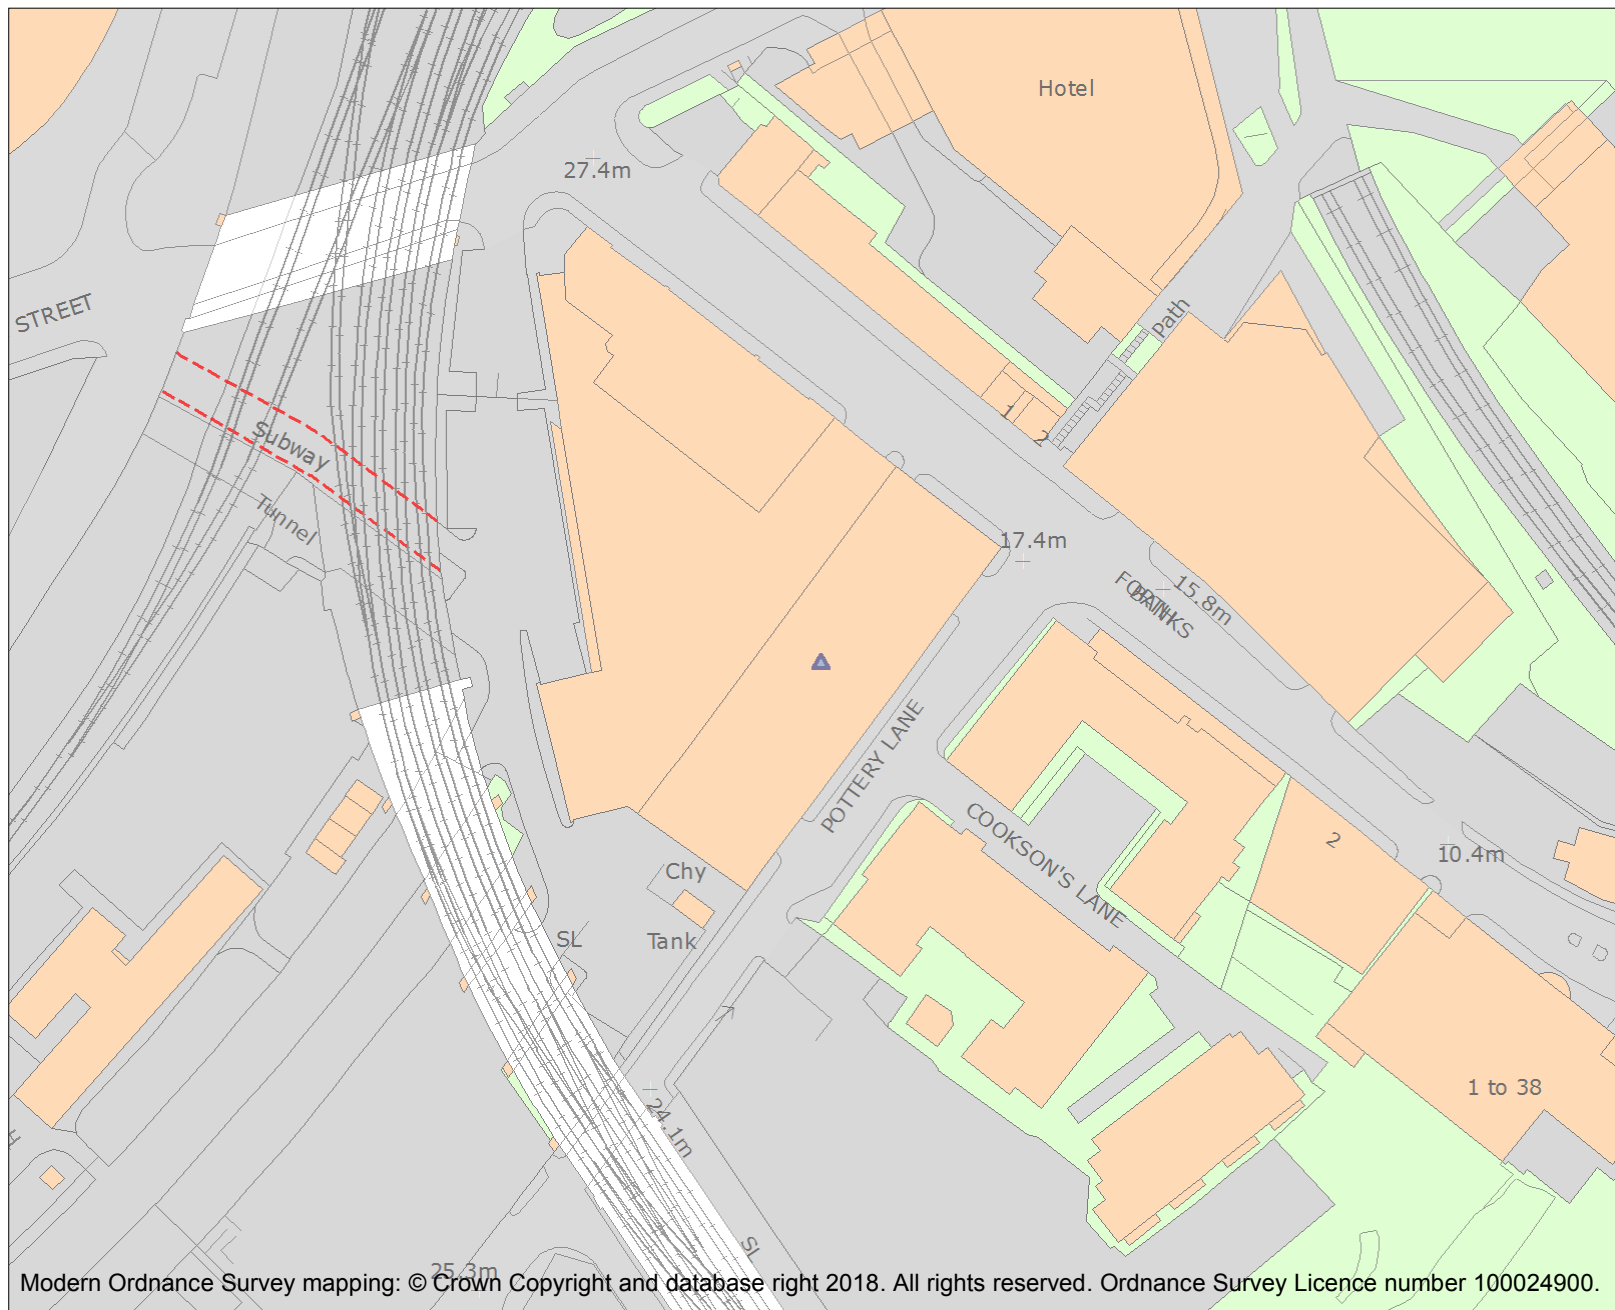 Hotel
27.4m
STREET
Path
1
2
Subway
Tunnel
17.4m
FORTH
BANKS
15.8m
POTTERY LANE
COOKSON'S LANE
2
10.4m
Chy
SL
Tank
1 to 38
24.1m
SL
25.3m
Modern Ordnance Survey mapping: © Crown Copyright and database right 2018. All rights reserved. Ordnance Survey Licence number 100024900.